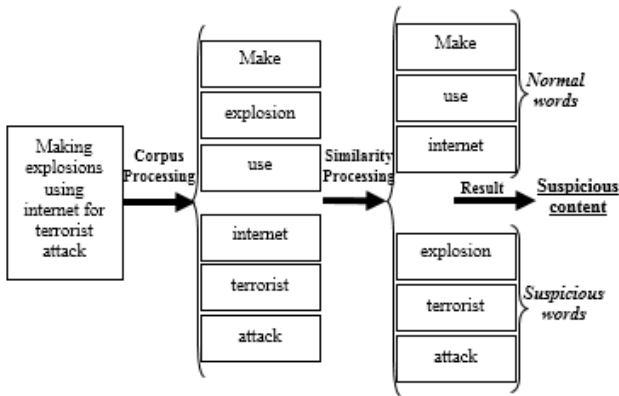 Making
explosions
using
internet for
terrorist
attack
Corpus
Processing
Make
explosion
use
internet
terrorist
attack
Similarity
Processing
Make
use
internet
explosion
terrorist
attack
Normal
words
Result
Suspicious
content
Suspicious
words